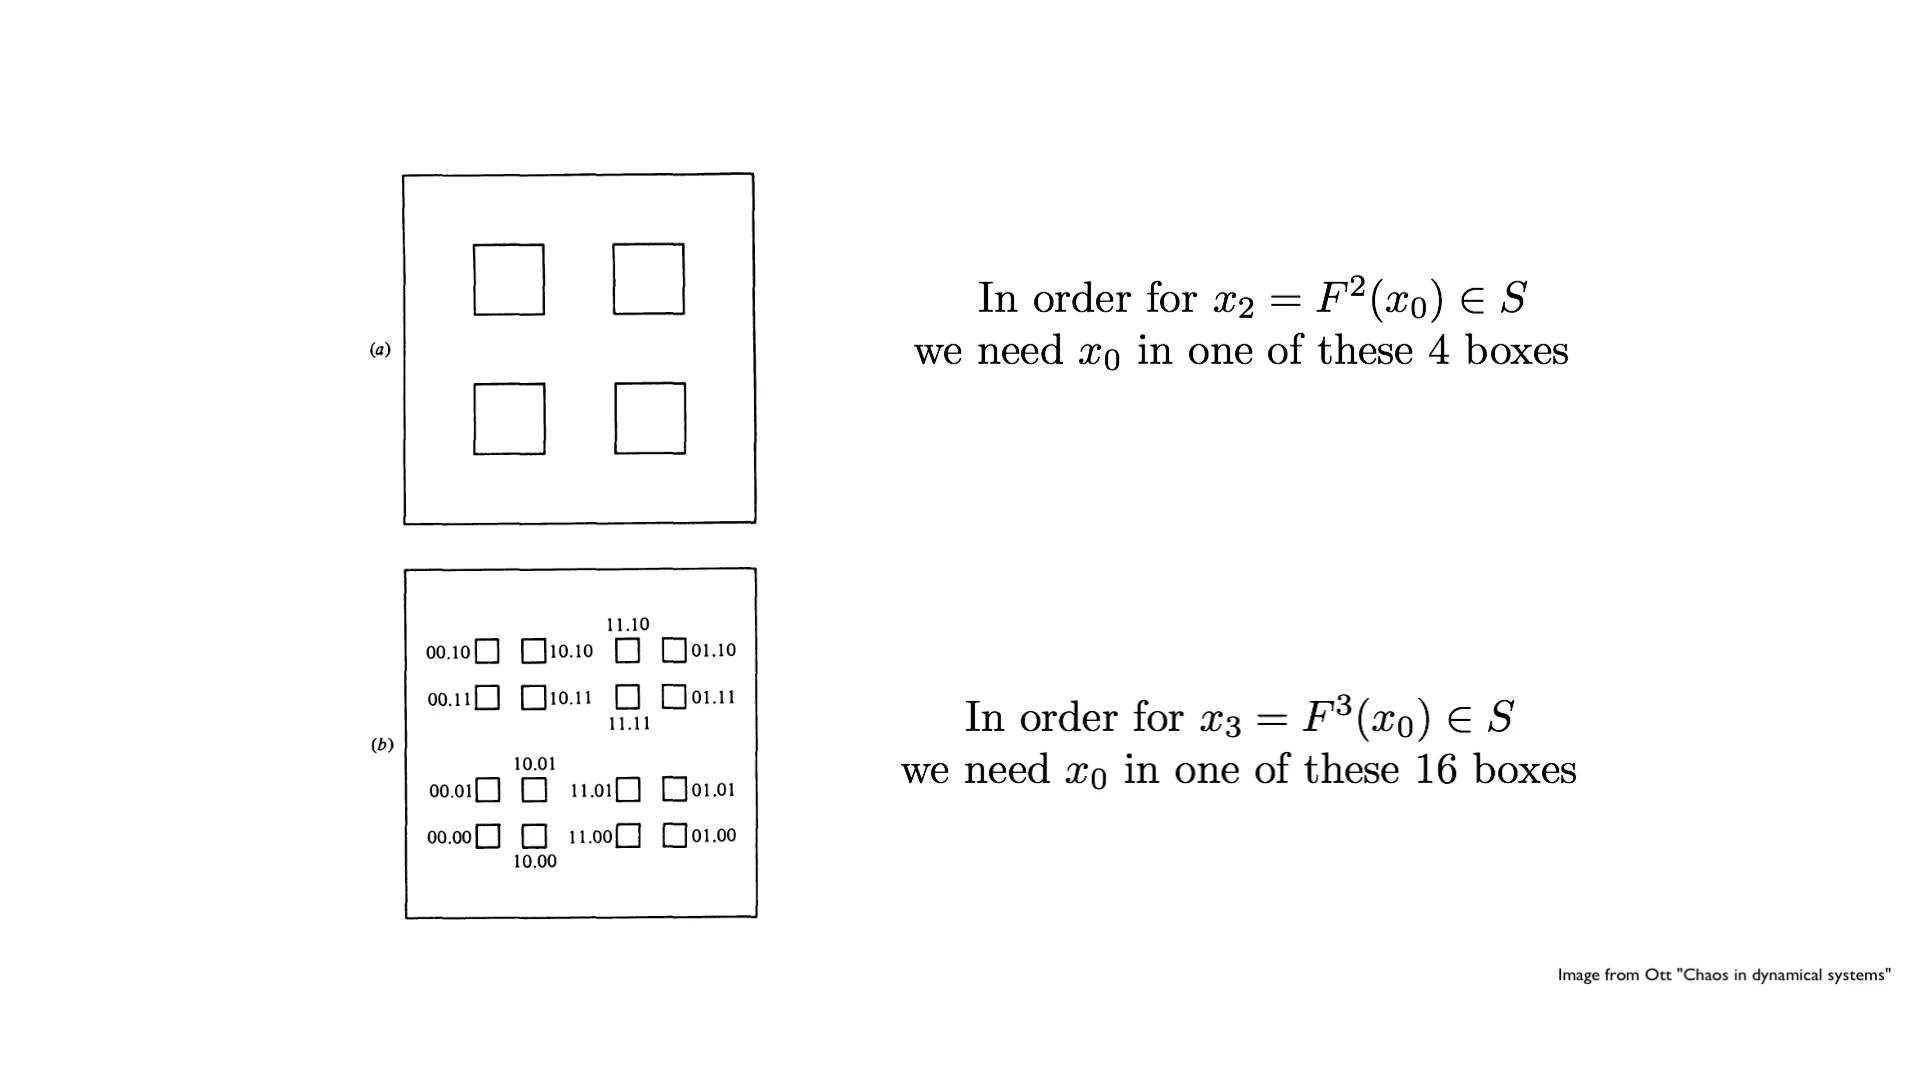 (a)
In order for x₂ = F²(x₀) ∈ S
we need x₀ in one of these 4 boxes
11.10
00.10 10.10 01.10
00.11 10.11 01.11
11.11
(b)
In order for x₃ = F³(x₀) ∈ S
we need x₀ in one of these 16 boxes
10.01
00.01 11.01 01.01
00.00 11.00 01.00
10.00
Image from Ott "Chaos in dynamical systems"